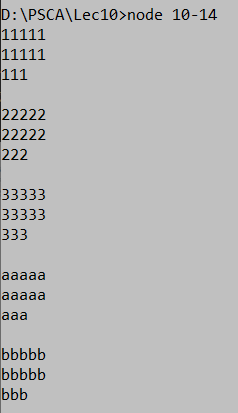 D:\PSCA\Lec10>node 10-14
11111
11111
111
22222
22222
222
33333
33333
333
aaaaa
aaaaa
aaa
bbbbb
bbbbb
bbb